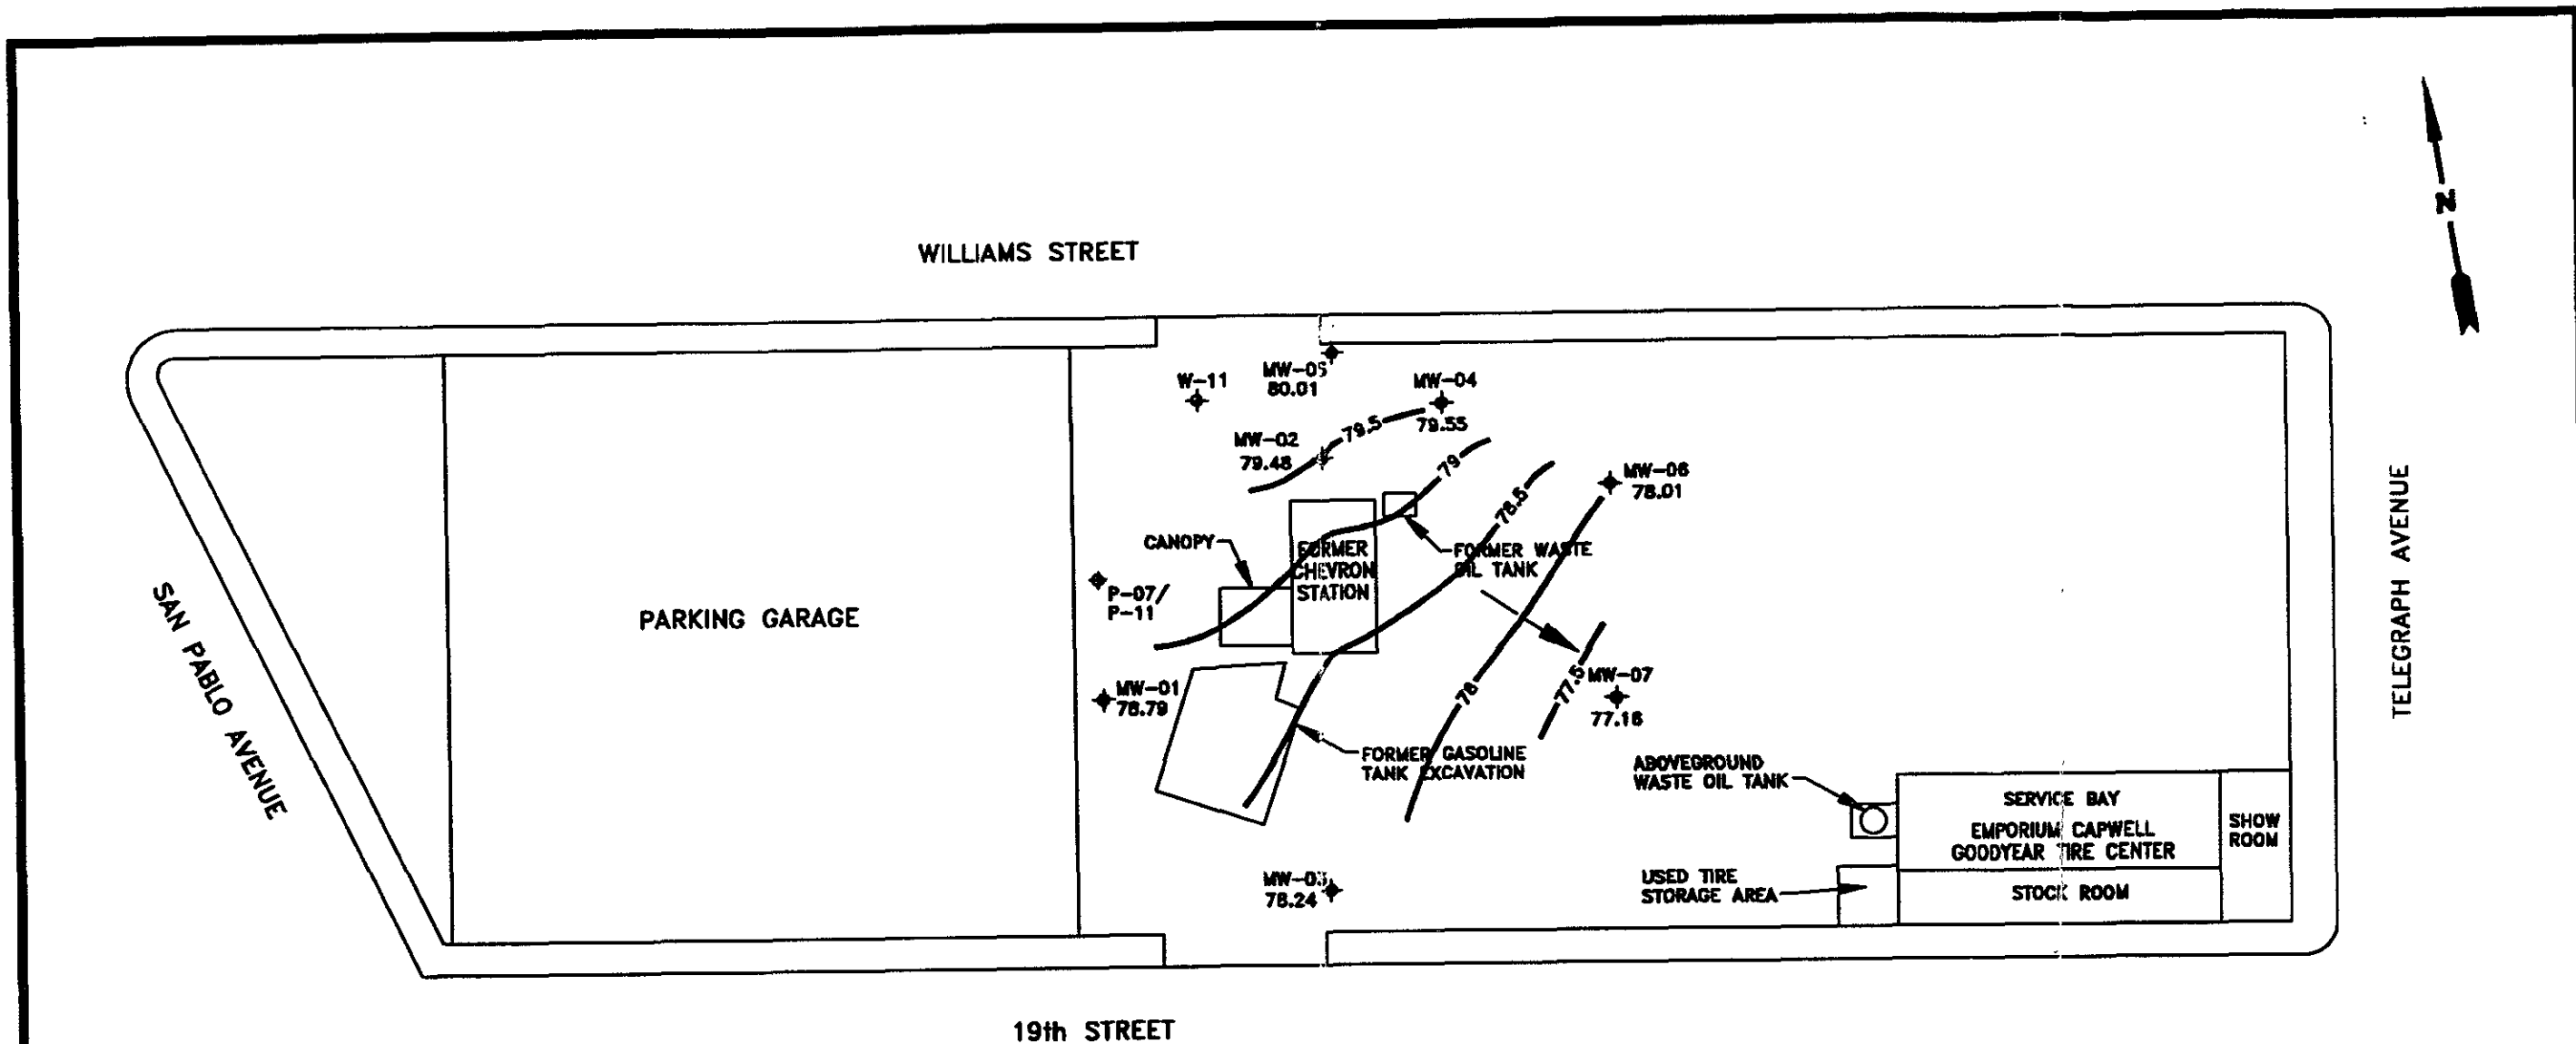 N
WILLIAMS STREET
MW-05
80.01
W-11
MW-04
79.55
79.5
MW-02
79.48
79
MW-06
78.01
78.5
CANOPY
FORMER
CHEVRON
STATION
FORMER WASTE
OIL TANK
P-07/
P-11
PARKING GARAGE
SAN PABLO AVENUE
TELEGRAPH AVENUE
MW-01
78.79
78
77.5
MW-07
77.16
FORMER GASOLINE
TANK EXCAVATION
ABOVEGROUND
WASTE OIL TANK
SERVICE BAY
EMPORIUM CAPWELL
GOODYEAR TIRE CENTER
SHOW
ROOM
MW-03
78.24
USED TIRE
STORAGE AREA
STOCK ROOM
19th STREET